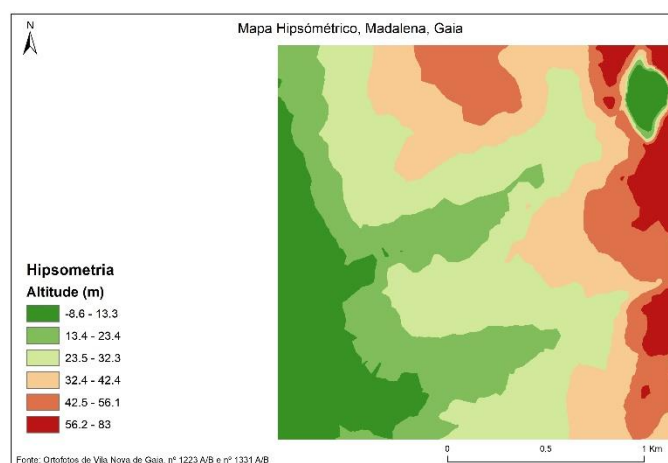 N
Mapa Hipsómétrico, Madalena, Gaia
Hipsometria
Altitude (m)
-8.6 - 13.3
13.4 - 23.4
23.5 - 32.3
32.4 - 42.4
42.5 - 56.1
56.2 - 83
Fonte: Ortofotos de Vila Nova de Gaia, nº 1223 A/B e nº 1331 A/B
0 0.5 1 Km